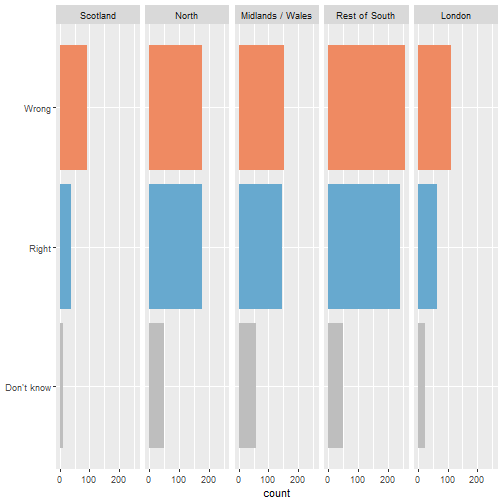 Scotland North Midlands / Wales Rest of South London
Wrong
Right
Don't know
0 100 200 0 100 200 0 100 200 0 100 200 0 100 200
count